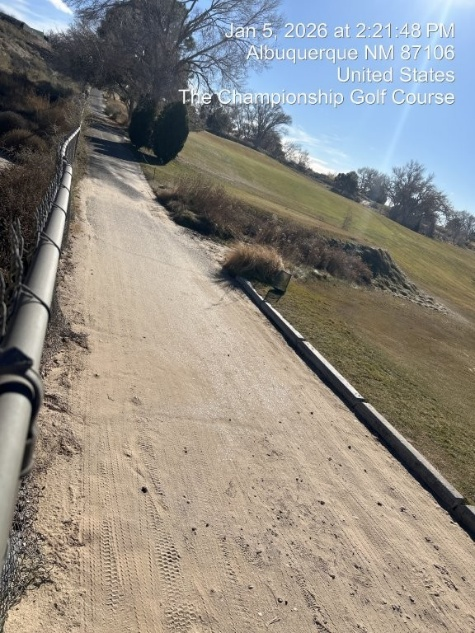 Jan 5, 2026 at 2:21:48 PM
Albuquerque NM 87106
United States
The Championship Golf Course